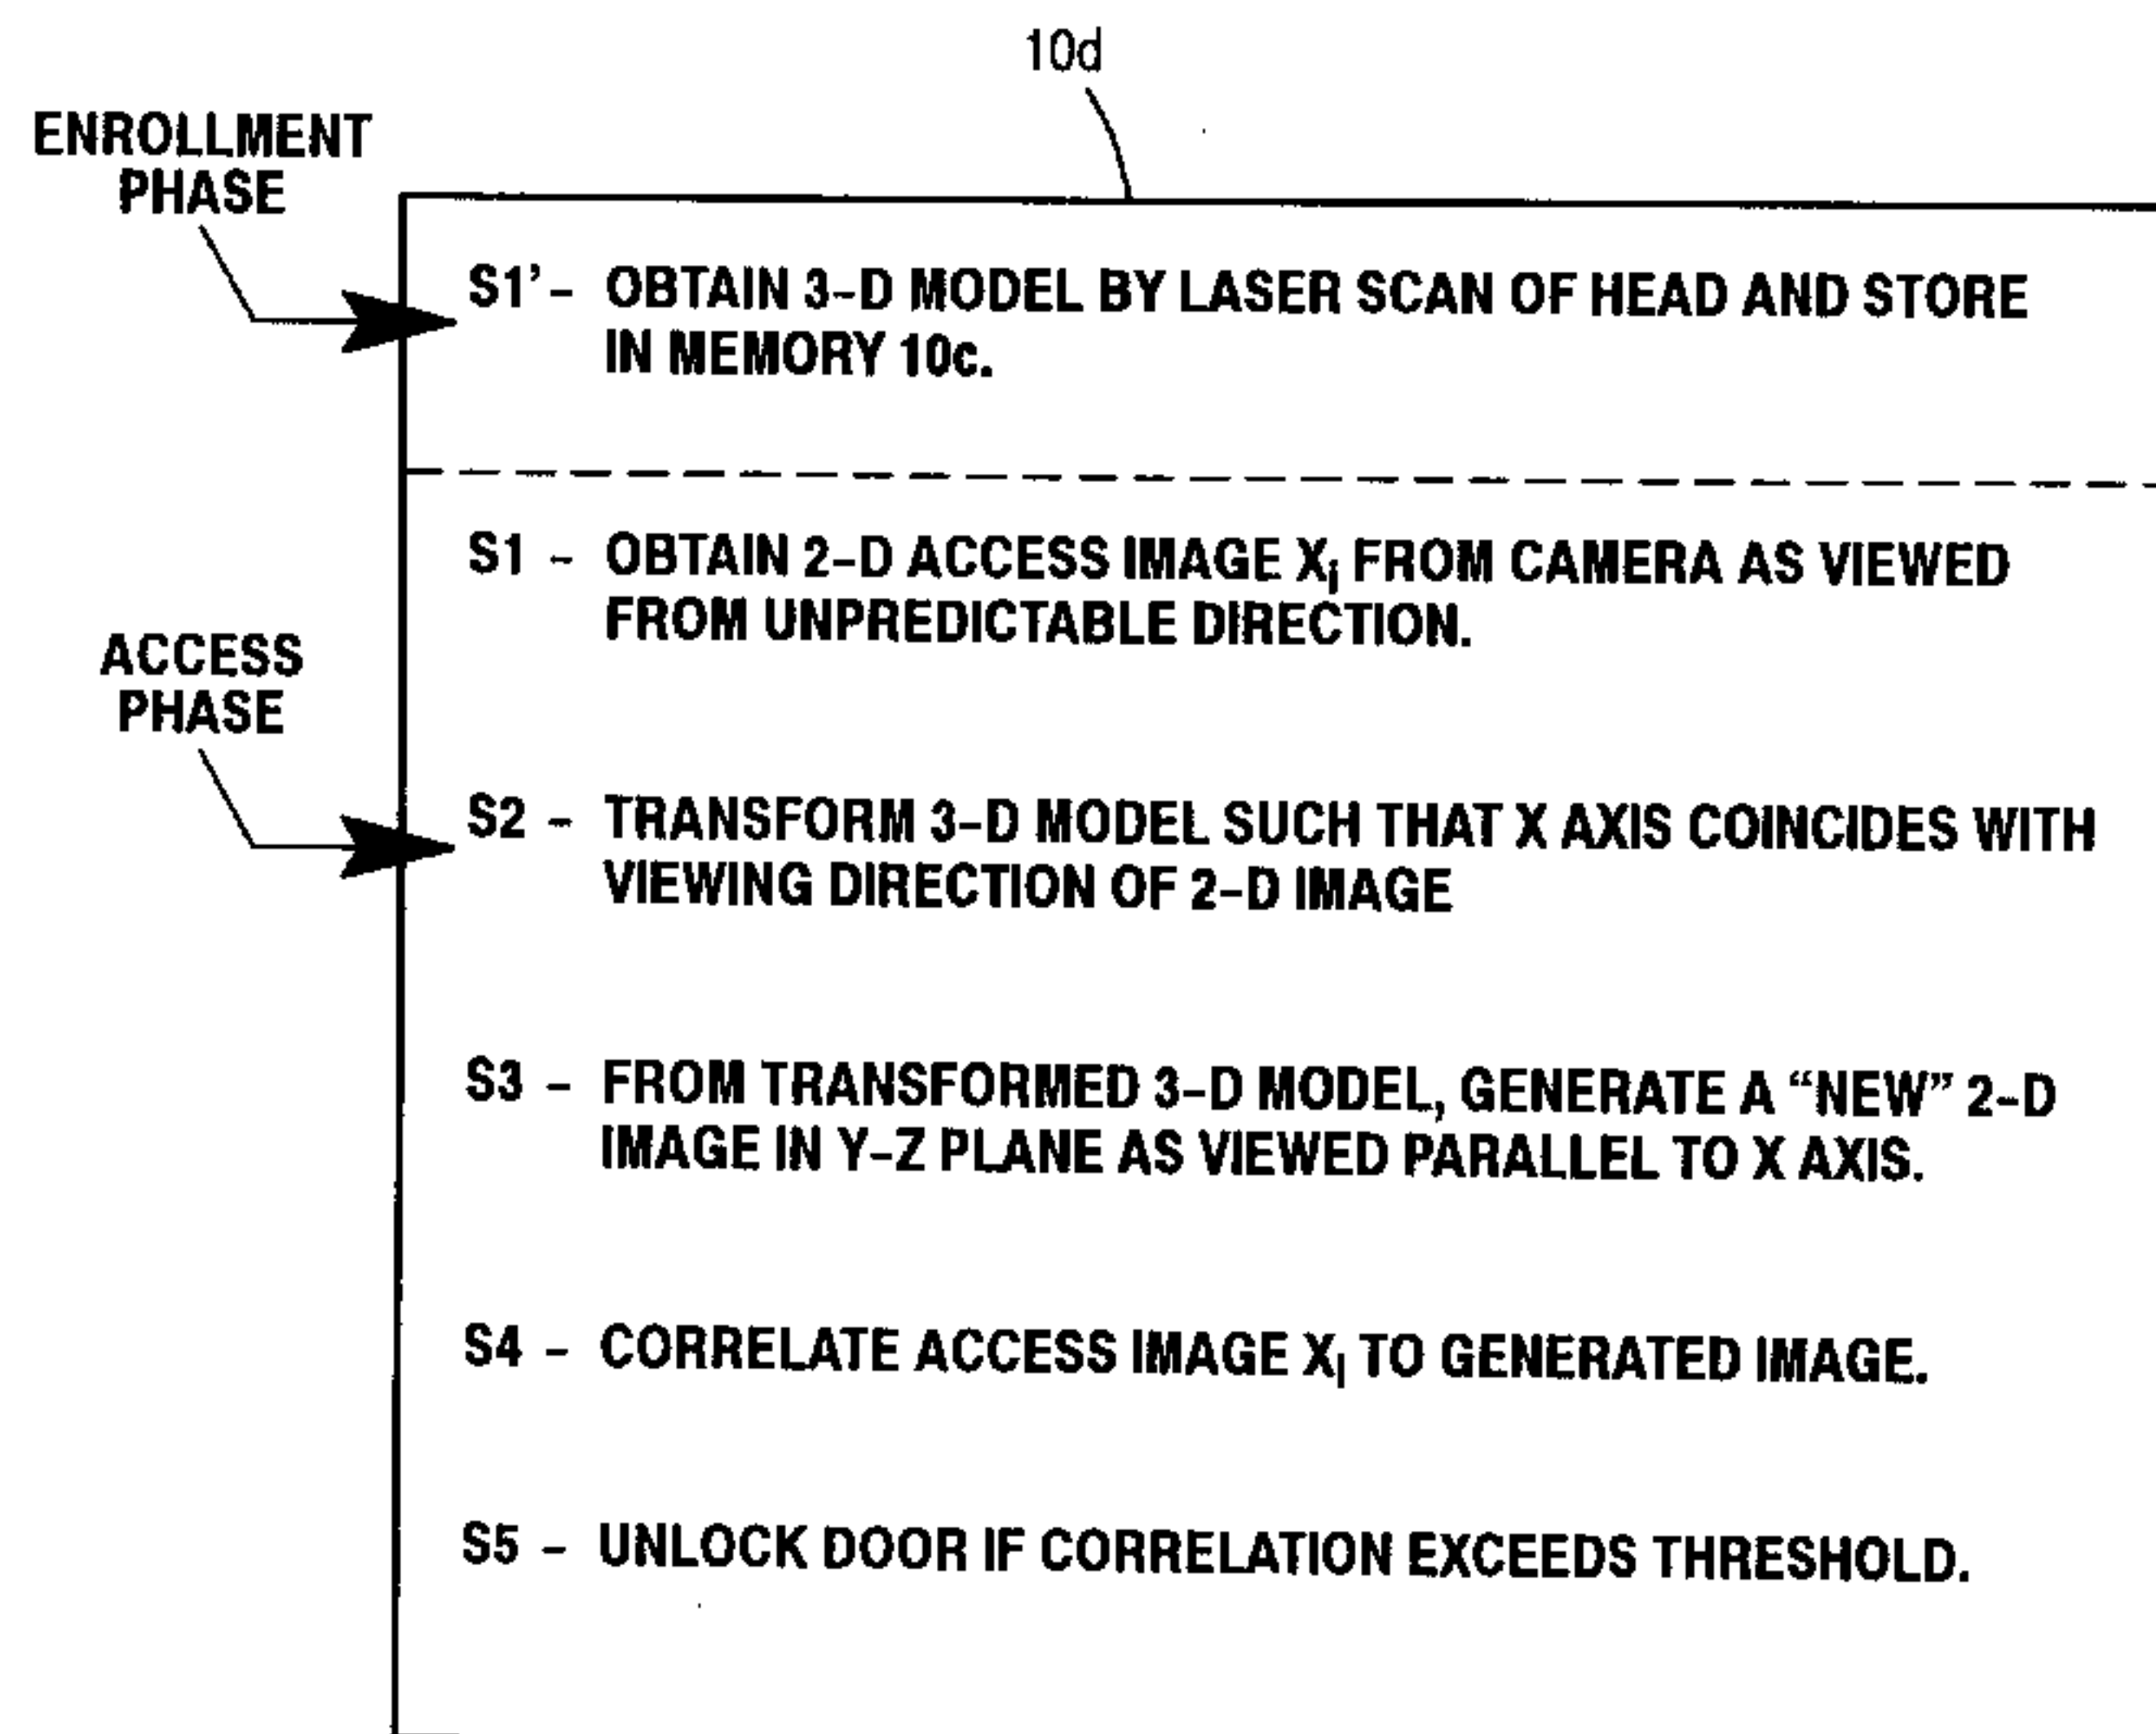 10d
ENROLLMENT
PHASE
S1’ - OBTAIN 3-D MODEL BY LASER SCAN OF HEAD AND STORE
IN MEMORY 10c.
S1 - OBTAIN 2-D ACCESS IMAGE Xi FROM CAMERA AS VIEWED
FROM UNPREDICTABLE DIRECTION.
ACCESS
PHASE
S2 - TRANSFORM 3-D MODEL SUCH THAT X AXIS COINCIDES WITH
VIEWING DIRECTION OF 2-D IMAGE
S3 - FROM TRANSFORMED 3-D MODEL, GENERATE A “NEW” 2-D
IMAGE IN Y-Z PLANE AS VIEWED PARALLEL TO X AXIS.
S4 - CORRELATE ACCESS IMAGE Xi TO GENERATED IMAGE.
S5 - UNLOCK DOOR IF CORRELATION EXCEEDS THRESHOLD.